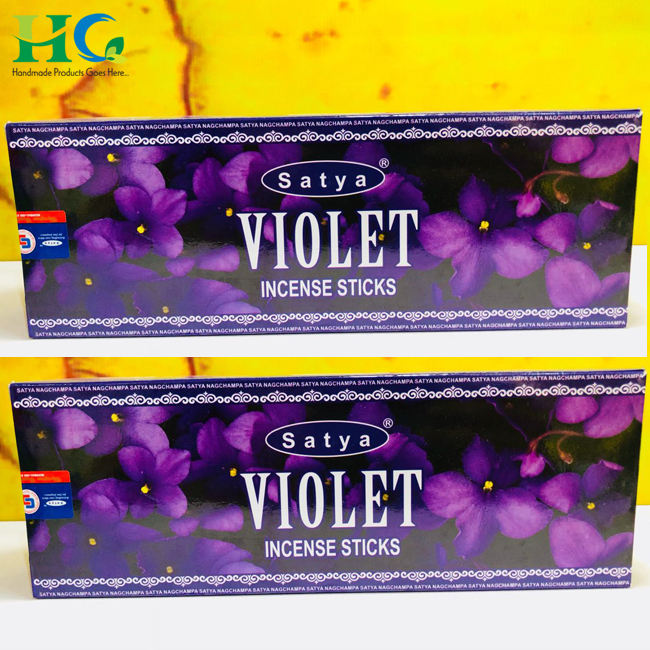 HG
Handmade Products Goes Here...
SATYA NAGCHAMPA SATYA NAGCHAMPA SATYA NAGCHAMPA SATYA NAGCHAMPA SATYA NAGCHAMPA SATYA NAGCHAMPA SATYA NAGCHAMPA
Satya®
VIOLET
INCENSE STICKS
SATYA NAGCHAMPA SATYA NAGCHAMPA SATYA NAGCHAMPA SATYA NAGCHAMPA SATYA NAGCHAMPA SATYA NAGCHAMPA SATYA NAGCHAMPA
SATYA NAGCHAMPA SATYA NAGCHAMPA SATYA NAGCHAMPA SATYA NAGCHAMPA SATYA NAGCHAMPA SATYA NAGCHAMPA SATYA NAGCHAMPA
Satya®
VIOLET
INCENSE STICKS
SATYA NAGCHAMPA SATYA NAGCHAMPA SATYA NAGCHAMPA SATYA NAGCHAMPA SATYA NAGCHAMPA SATYA NAGCHAMPA SATYA NAGCHAMPA